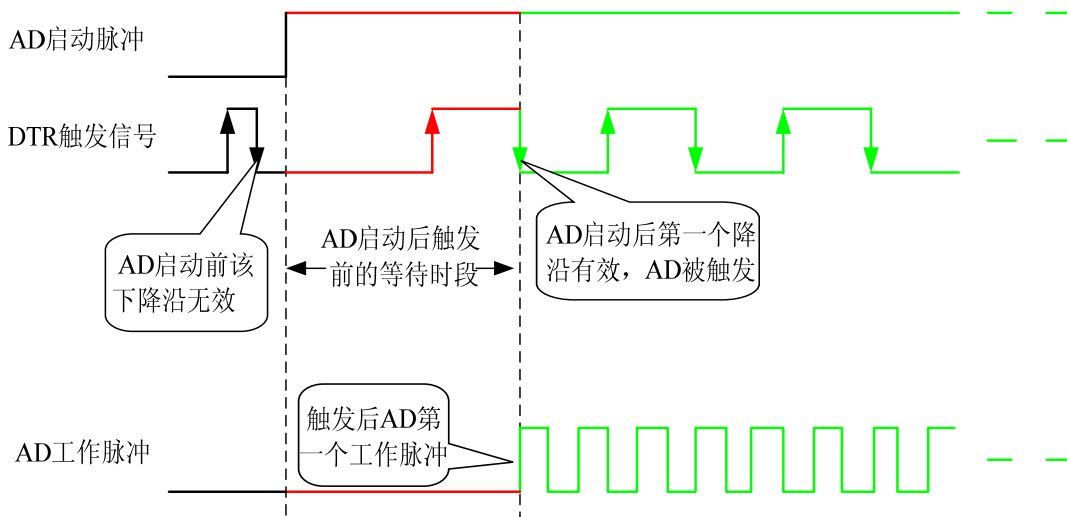 AD启动脉冲
DTR触发信号
AD启动前该
下降沿无效
AD启动后触发
前的等待时段
AD启动后第一个降
沿有效，AD被触发
触发后AD第
一个工作脉冲
AD工作脉冲